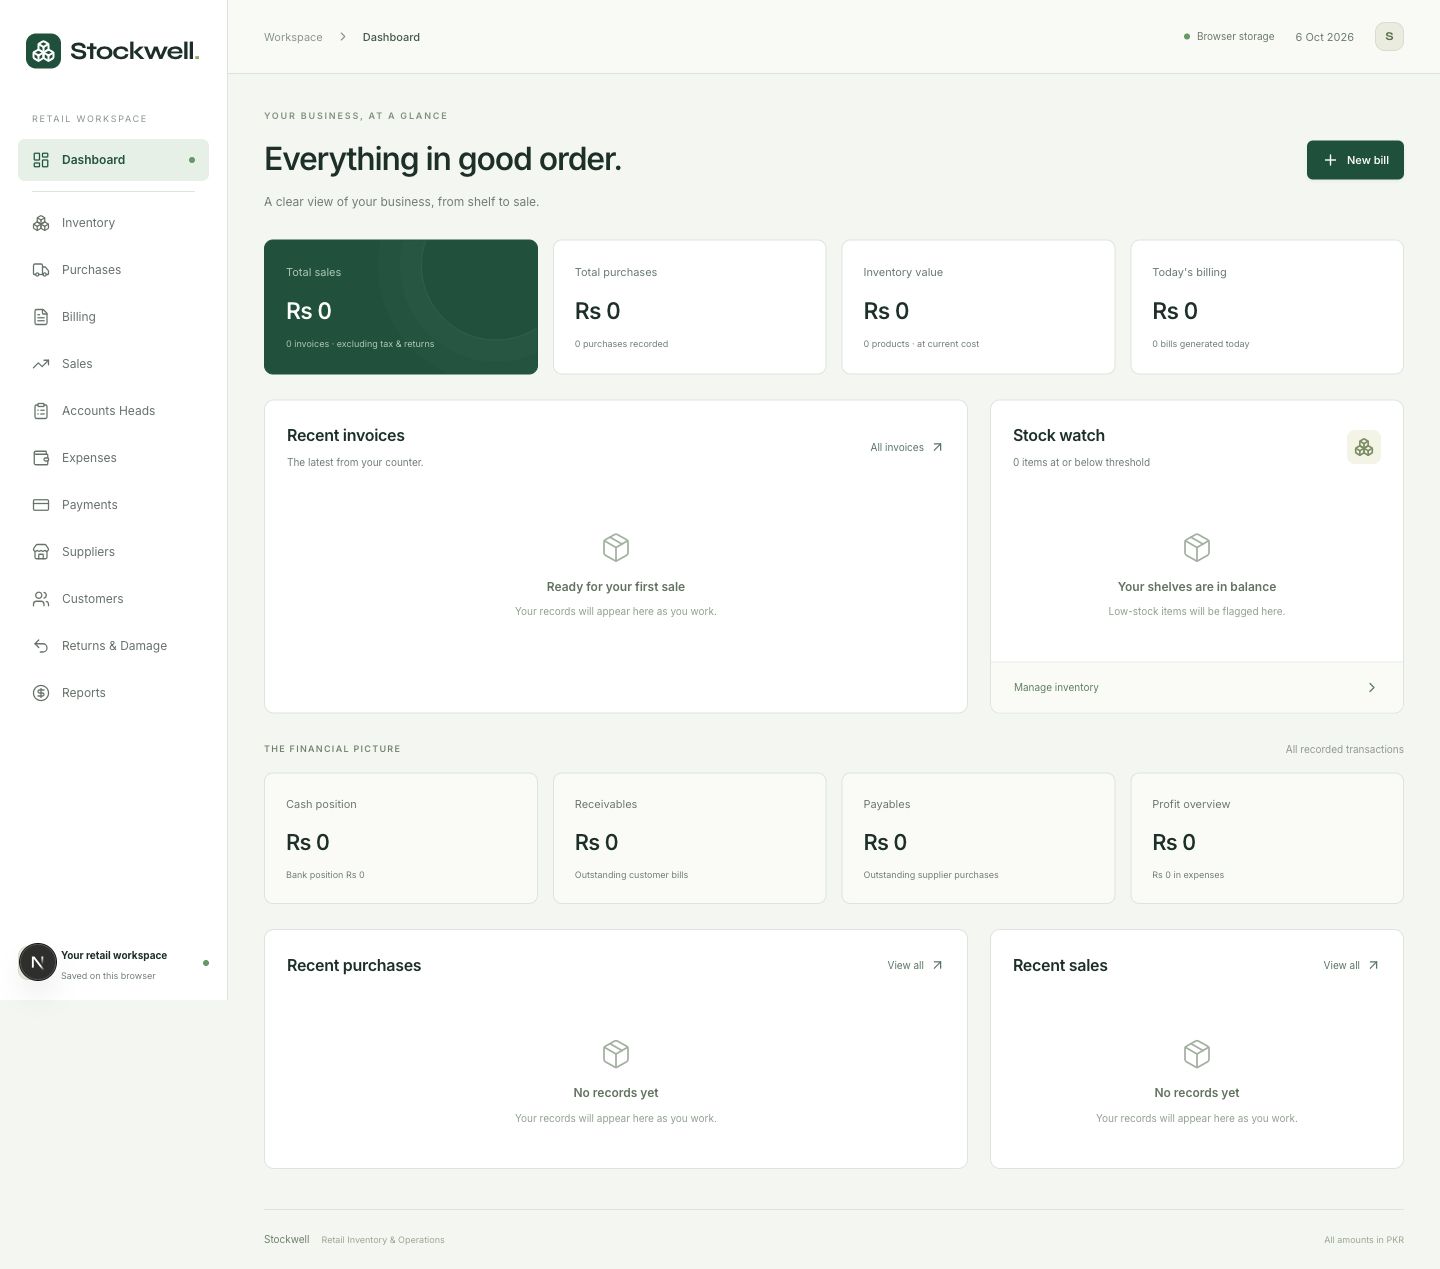 Stockwell.
RETAIL WORKSPACE
Dashboard
Inventory
Purchases
Billing
Sales
Accounts Heads
Expenses
Payments
Suppliers
Customers
Returns & Damage
Reports
N
Your retail workspace
Saved on this browser
Workspace
Dashboard
Browser storage
6 Oct 2026
S
YOUR BUSINESS, AT A GLANCE
Everything in good order.
A clear view of your business, from shelf to sale.
New bill
Total sales
Rs 0
0 invoices · excluding tax & returns
Total purchases
Rs 0
0 purchases recorded
Inventory value
Rs 0
0 products · at current cost
Today's billing
Rs 0
0 bills generated today
Recent invoices
The latest from your counter.
All invoices
Ready for your first sale
Your records will appear here as you work.
Stock watch
0 items at or below threshold
Your shelves are in balance
Low-stock items will be flagged here.
Manage inventory
THE FINANCIAL PICTURE
All recorded transactions
Cash position
Rs 0
Bank position Rs 0
Receivables
Rs 0
Outstanding customer bills
Payables
Rs 0
Outstanding supplier purchases
Profit overview
Rs 0
Rs 0 in expenses
Recent purchases
View all
No records yet
Your records will appear here as you work.
Recent sales
View all
No records yet
Your records will appear here as you work.
Stockwell
Retail Inventory & Operations
All amounts in PKR